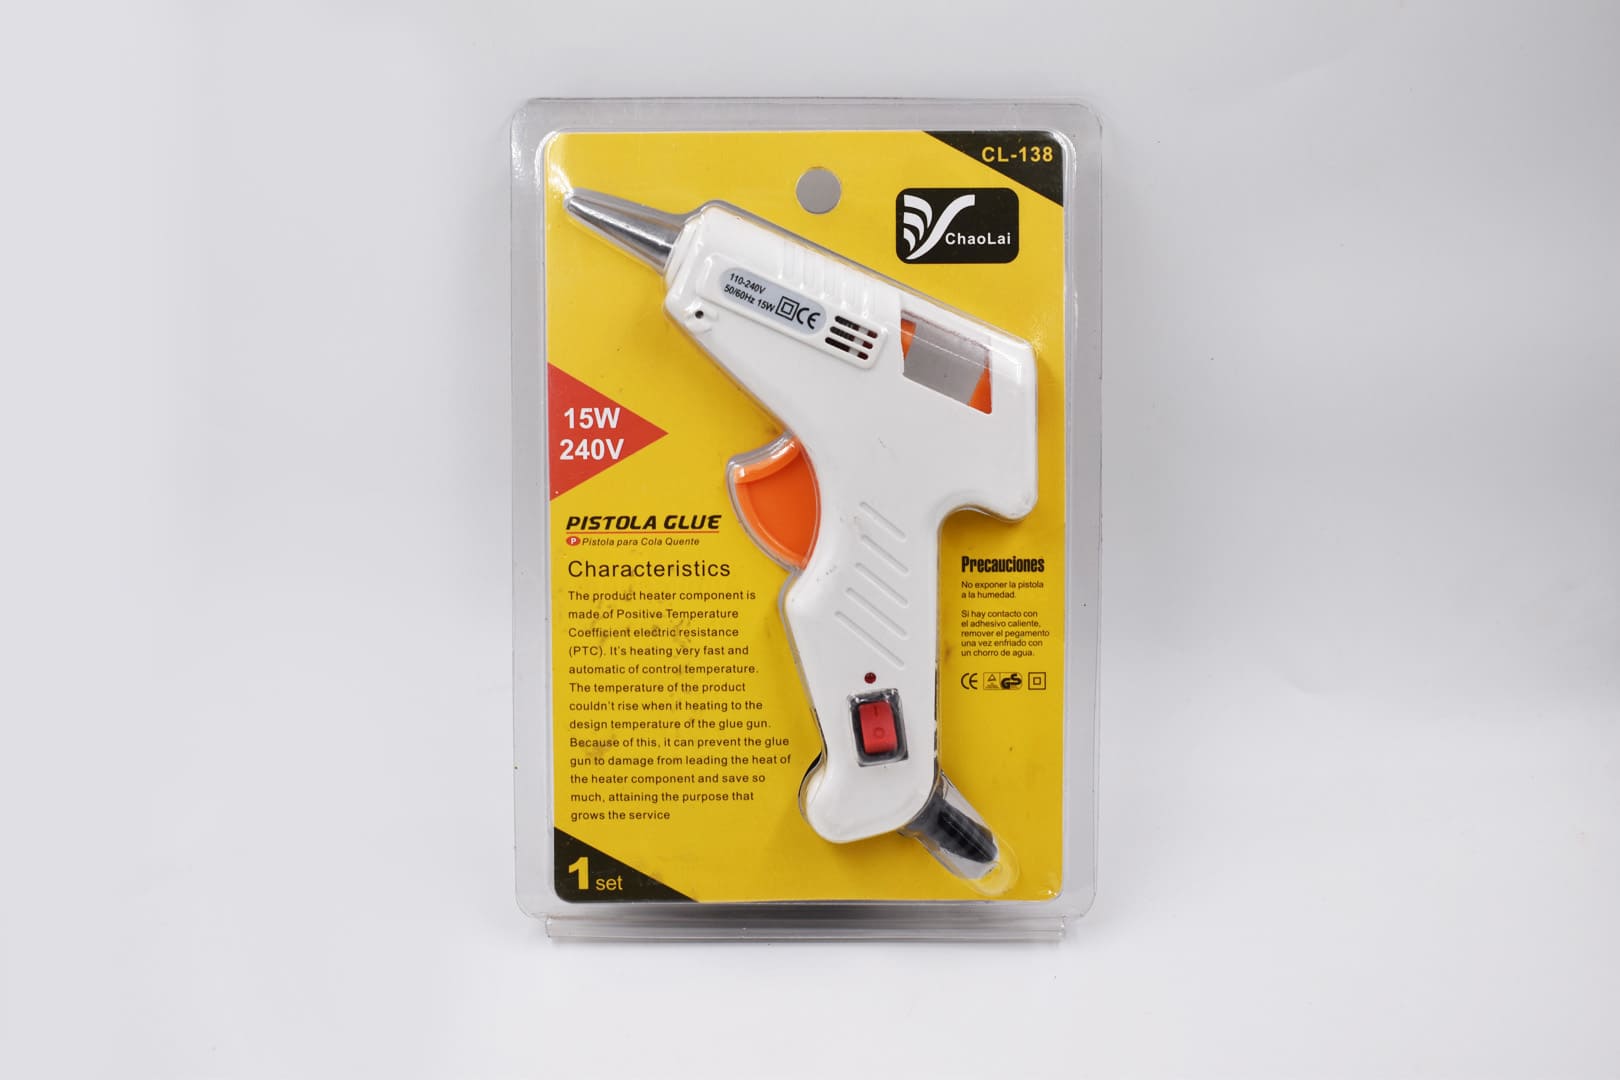 CL-138
ChaoLai
110-240V
50/60Hz 15W CE
15W
240V
PISTOLA GLUE
P Pistola para Cola Quente
Characteristics
The product heater component is
made of Positive Temperature
Coefficient electric resistance
(PTC). It's heating very fast and
automatic of control temperature.
The temperature of the product
couldn't rise when it heating to the
design temperature of the glue gun.
Because of this, it can prevent the glue
gun to damage from leading the heat of
the heater component and save so
much, attaining the purpose that
grows the service
Precauciones
No exponer la pistola
a la humedad.
Si hay contacto con
el adhesivo caliente,
remover el pegamento
una vez enfriado con
un chorro de agua.
CE GS
1 set